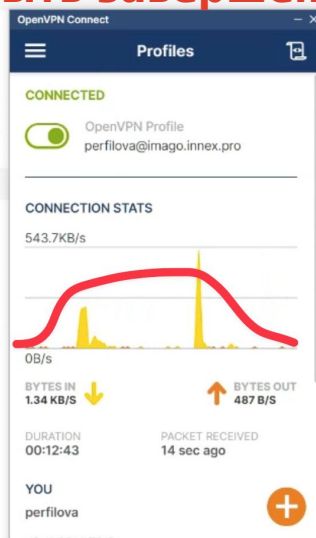 OpenVPN Connect
Profiles
CONNECTED
OpenVPN Profile
perfilova@imago.innex.pro
CONNECTION STATS
543.7KB/s
0B/s
BYTES IN
1.34 KB/S
BYTES OUT
487 B/S
DURATION
00:12:43
PACKET RECEIVED
14 sec ago
YOU
perfilova